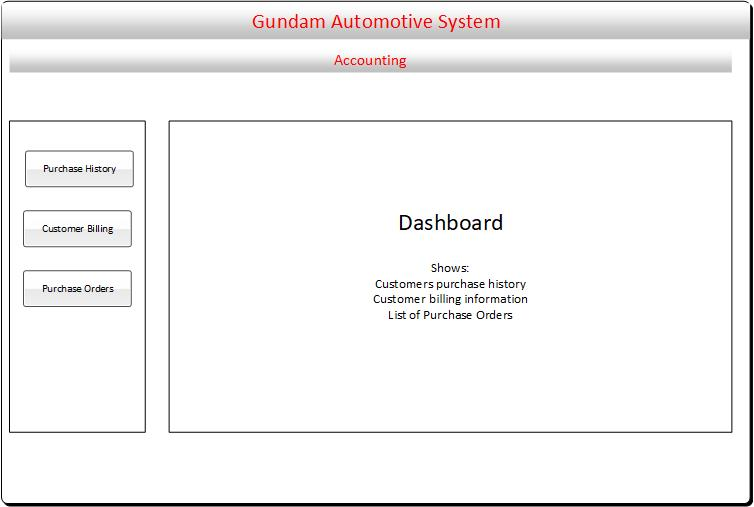 Gundam Automotive System
Accounting
Purchase History
Customer Billing
Purchase Orders
Dashboard
Shows:
Customers purchase history
Customer billing information
List of Purchase Orders